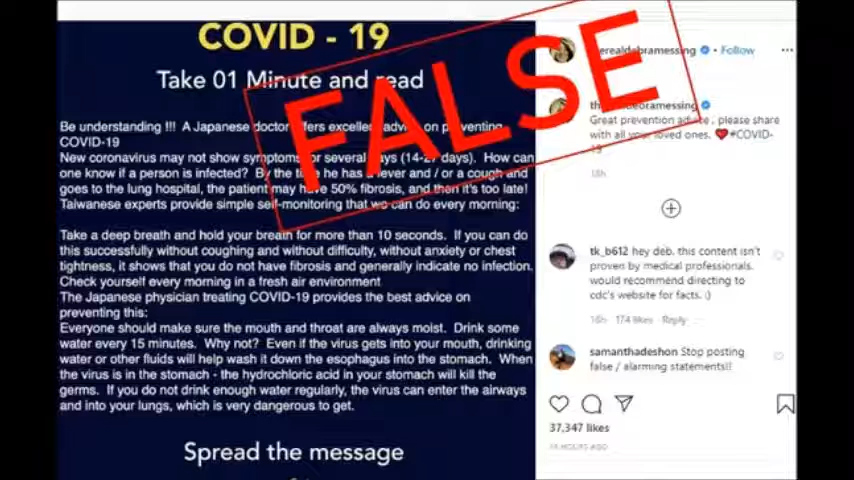 COVID - 19
Take 01 Minute and read
Be understanding !!! A Japanese doctor offers excellent advice on preventing
COVID-19
New coronavirus may not show symptoms for several days (14-27 days). How can
one know if a person is infected? By the time he has a fever and / or a cough and
goes to the lung hospital, the patient may have 50% fibrosis, and then it's too late!
Taiwanese experts provide simple self-monitoring that we can do every morning:
Take a deep breath and hold your breath for more than 10 seconds. If you can do
this successfully without coughing and without difficulty, without anxiety or chest
tightness, it shows that you do not have fibrosis and generally indicate no infection.
Check yourself every morning in a fresh air environment
The Japanese physician treating COVID-19 provides the best advice on
preventing this:
Everyone should make sure the mouth and throat are always moist. Drink some
water every 15 minutes. Why not? Even if the virus gets into your mouth, drinking
water or other fluids will help wash it down the esophagus into the stomach. When
the virus is in the stomach - the hydrochloric acid in your stomach will kill the
germs. If you do not drink enough water regularly, the virus can enter the airways
and into your lungs, which is very dangerous to get.
Spread the message
FALSE
therealdebramessing • Follow
therealdebramessing
Great prevention advice, please share
with all your loved ones. ❤️#COVID-
19
18h
tk_b612 hey deb. this content isn't
proven by medical professionals.
would recommend directing to
cdc's website for facts. :)
16h 174 likes Reply
samanthadeshon Stop posting
false / alarming statements!!
37,347 likes
HOURS AGO